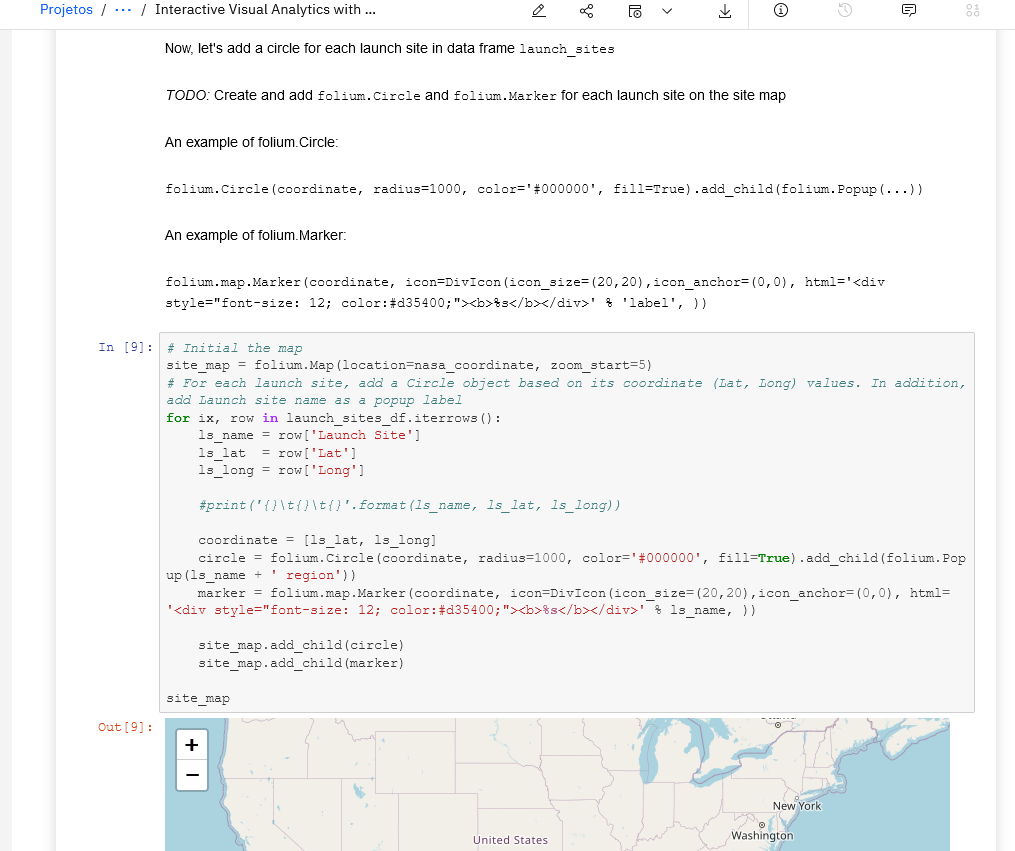 Projetos / ... / Interactive Visual Analytics with ...
Now, let's add a circle for each launch site in data frame launch_sites
TODO: Create and add folium.Circle and folium.Marker for each launch site on the site map
An example of folium.Circle:
folium.Circle(coordinate, radius=1000, color='#000000', fill=True).add_child(folium.Popup(...))
An example of folium.Marker:
folium.map.Marker(coordinate, icon=DivIcon(icon_size=(20,20),icon_anchor=(0,0), html='<div
style="font-size: 12; color:#d35400;"><b>%s</b></div>' % 'label', ))
In [9]:
# Initial the map
site_map = folium.Map(location=nasa_coordinate, zoom_start=5)
# For each launch site, add a Circle object based on its coordinate (Lat, Long) values. In addition,
add Launch site name as a popup label
for ix, row in launch_sites_df.iterrows():
    ls_name = row['Launch Site']
    ls_lat  = row['Lat']
    ls_long = row['Long']
    #print('{}\t{}\t{}'.format(ls_name, ls_lat, ls_long))
    coordinate = [ls_lat, ls_long]
    circle = folium.Circle(coordinate, radius=1000, color='#000000', fill=True).add_child(folium.Pop
up(ls_name + ' region'))
    marker = folium.map.Marker(coordinate, icon=DivIcon(icon_size=(20,20),icon_anchor=(0,0), html=
'<div style="font-size: 12; color:#d35400;"><b>%s</b></div>' % ls_name, ))
    site_map.add_child(circle)
    site_map.add_child(marker)
site_map
Out[9]:
+
−
New York
Washington
United States